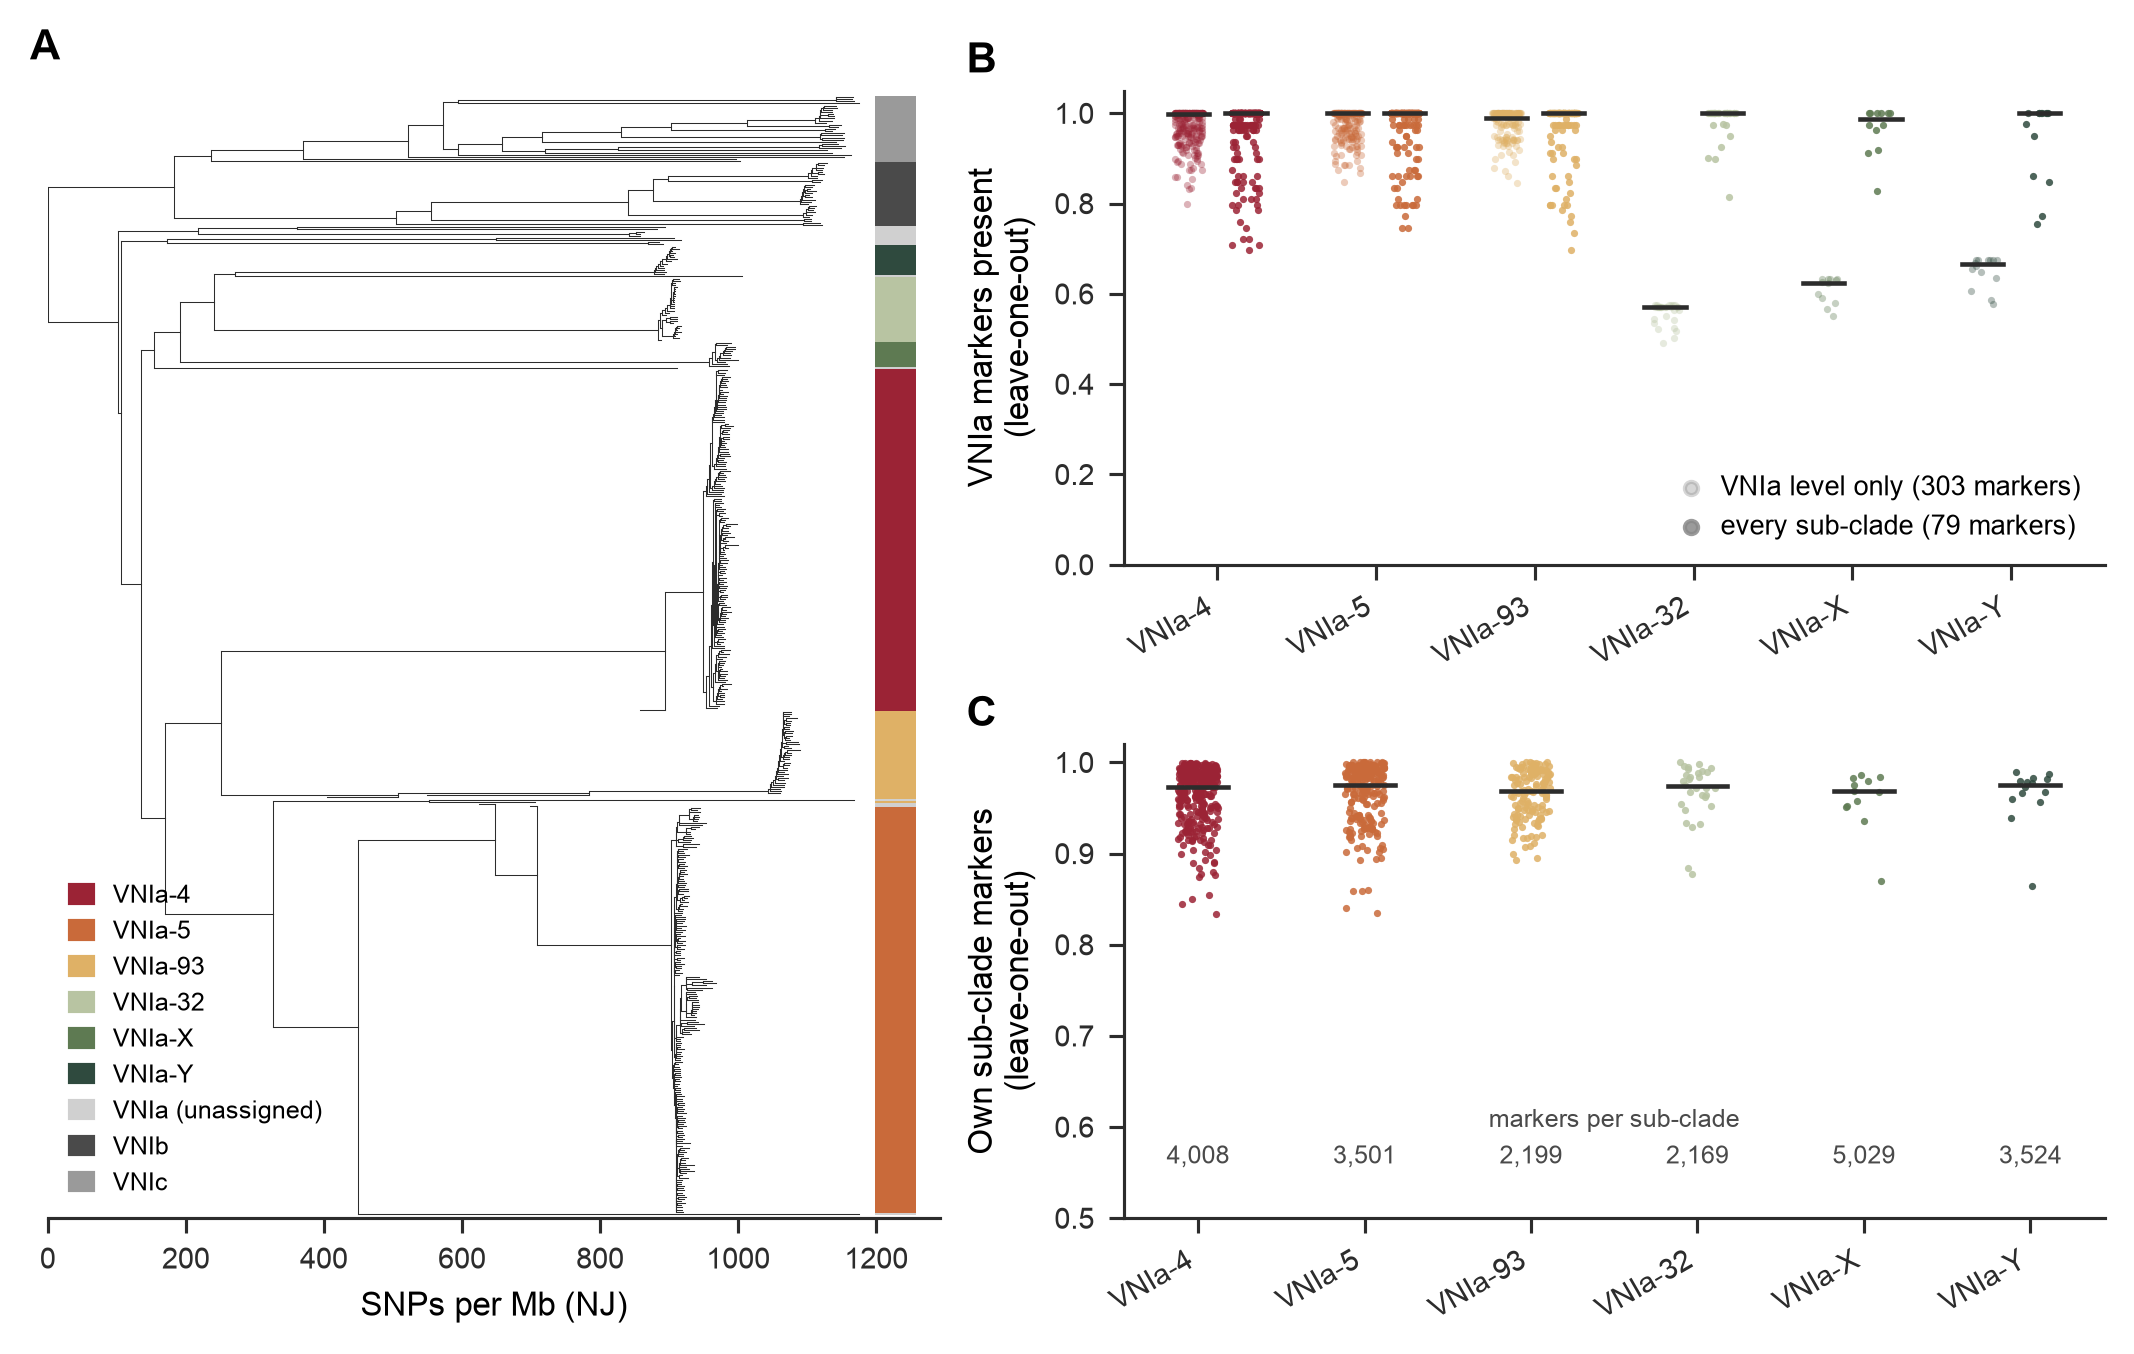 A
VNIa-4
VNIa-5
VNIa-93
VNIa-32
VNIa-X
VNIa-Y
VNIa (unassigned)
VNIb
VNIc
0 200 400 600 800 1000 1200
SNPs per Mb (NJ)
B
VNIa markers present
(leave-one-out)
1.0
0.8
0.6
0.4
0.2
0.0
VNIa level only (303 markers)
every sub-clade (79 markers)
VNIa-4 VNIa-5 VNIa-93 VNIa-32 VNIa-X VNIa-Y
C
Own sub-clade markers
(leave-one-out)
1.0
0.9
0.8
0.7
0.6
0.5
markers per sub-clade
4,008 3,501 2,199 2,169 5,029 3,524
VNIa-4 VNIa-5 VNIa-93 VNIa-32 VNIa-X VNIa-Y